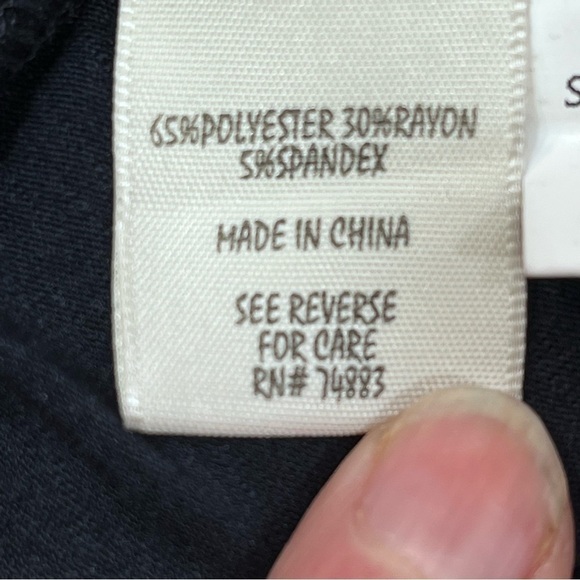 65%POLYESTER 30%RAYON
5%SPANDEX
MADE IN CHINA
SEE REVERSE
FOR CARE
RN# 74883
S